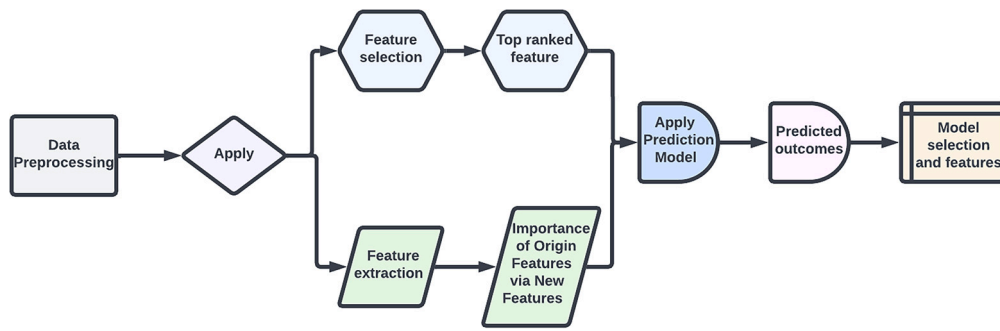 Data
Preprocessing
Apply
Feature
selection
Top ranked
feature
Feature
extraction
Importance
of Origin
Features
via New
Features
Apply
Prediction
Model
Predicted
outcomes
Model
selection
and features